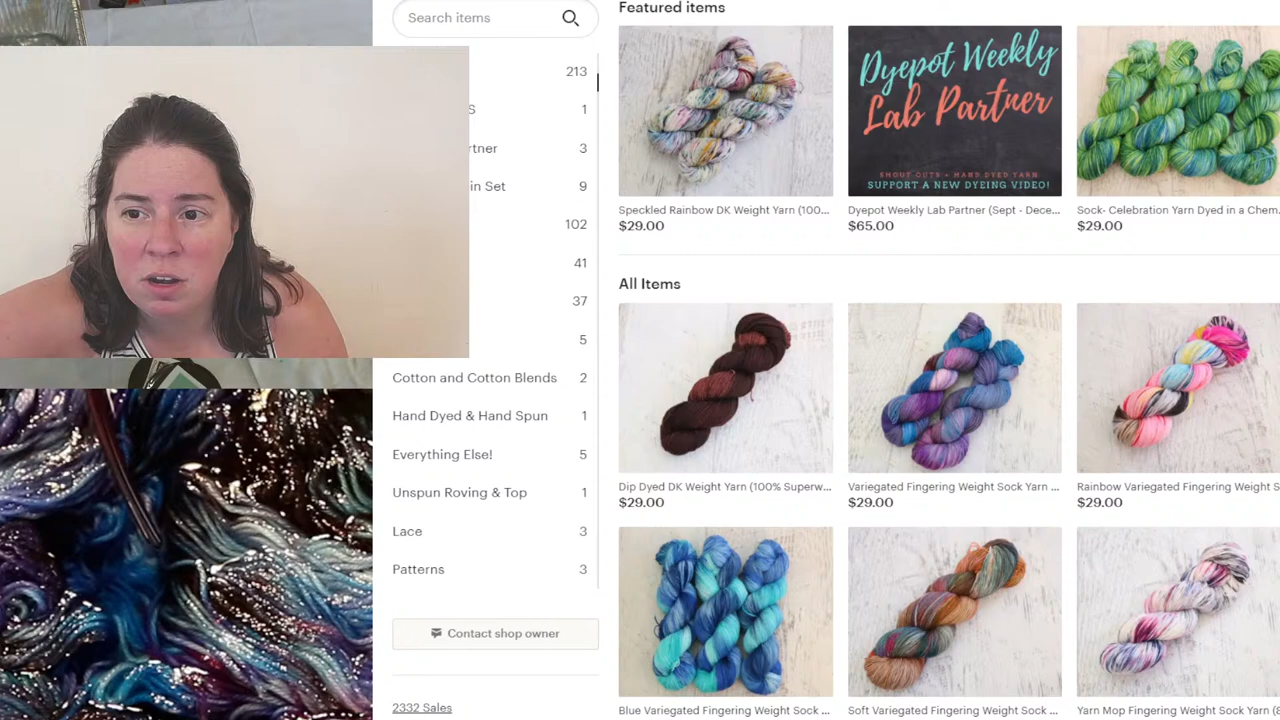 Search items
213
S
1
rtner
3
in Set
9
102
41
37
5
Cotton and Cotton Blends 2
Hand Dyed & Hand Spun 1
Everything Else! 5
Unspun Roving & Top 1
Lace 3
Patterns 3
Contact shop owner
2332 Sales
Featured items
Dyepot Weekly
Lab Partner
SHOUT OUTS + HAND DYED YARN
SUPPORT A NEW DYEING VIDEO!
Speckled Rainbow DK Weight Yarn (100...
$29.00
Dyepot Weekly Lab Partner (Sept - Dece...
$65.00
Sock- Celebration Yarn Dyed in a Chem
$29.00
All Items
Dip Dyed DK Weight Yarn (100% Superw...
$29.00
Variegated Fingering Weight Sock Yarn ...
$29.00
Rainbow Variegated Fingering Weight S
$29.00
Blue Variegated Fingering Weight Sock ...
Soft Variegated Fingering Weight Sock ...
Yarn Mop Fingering Weight Sock Yarn (8